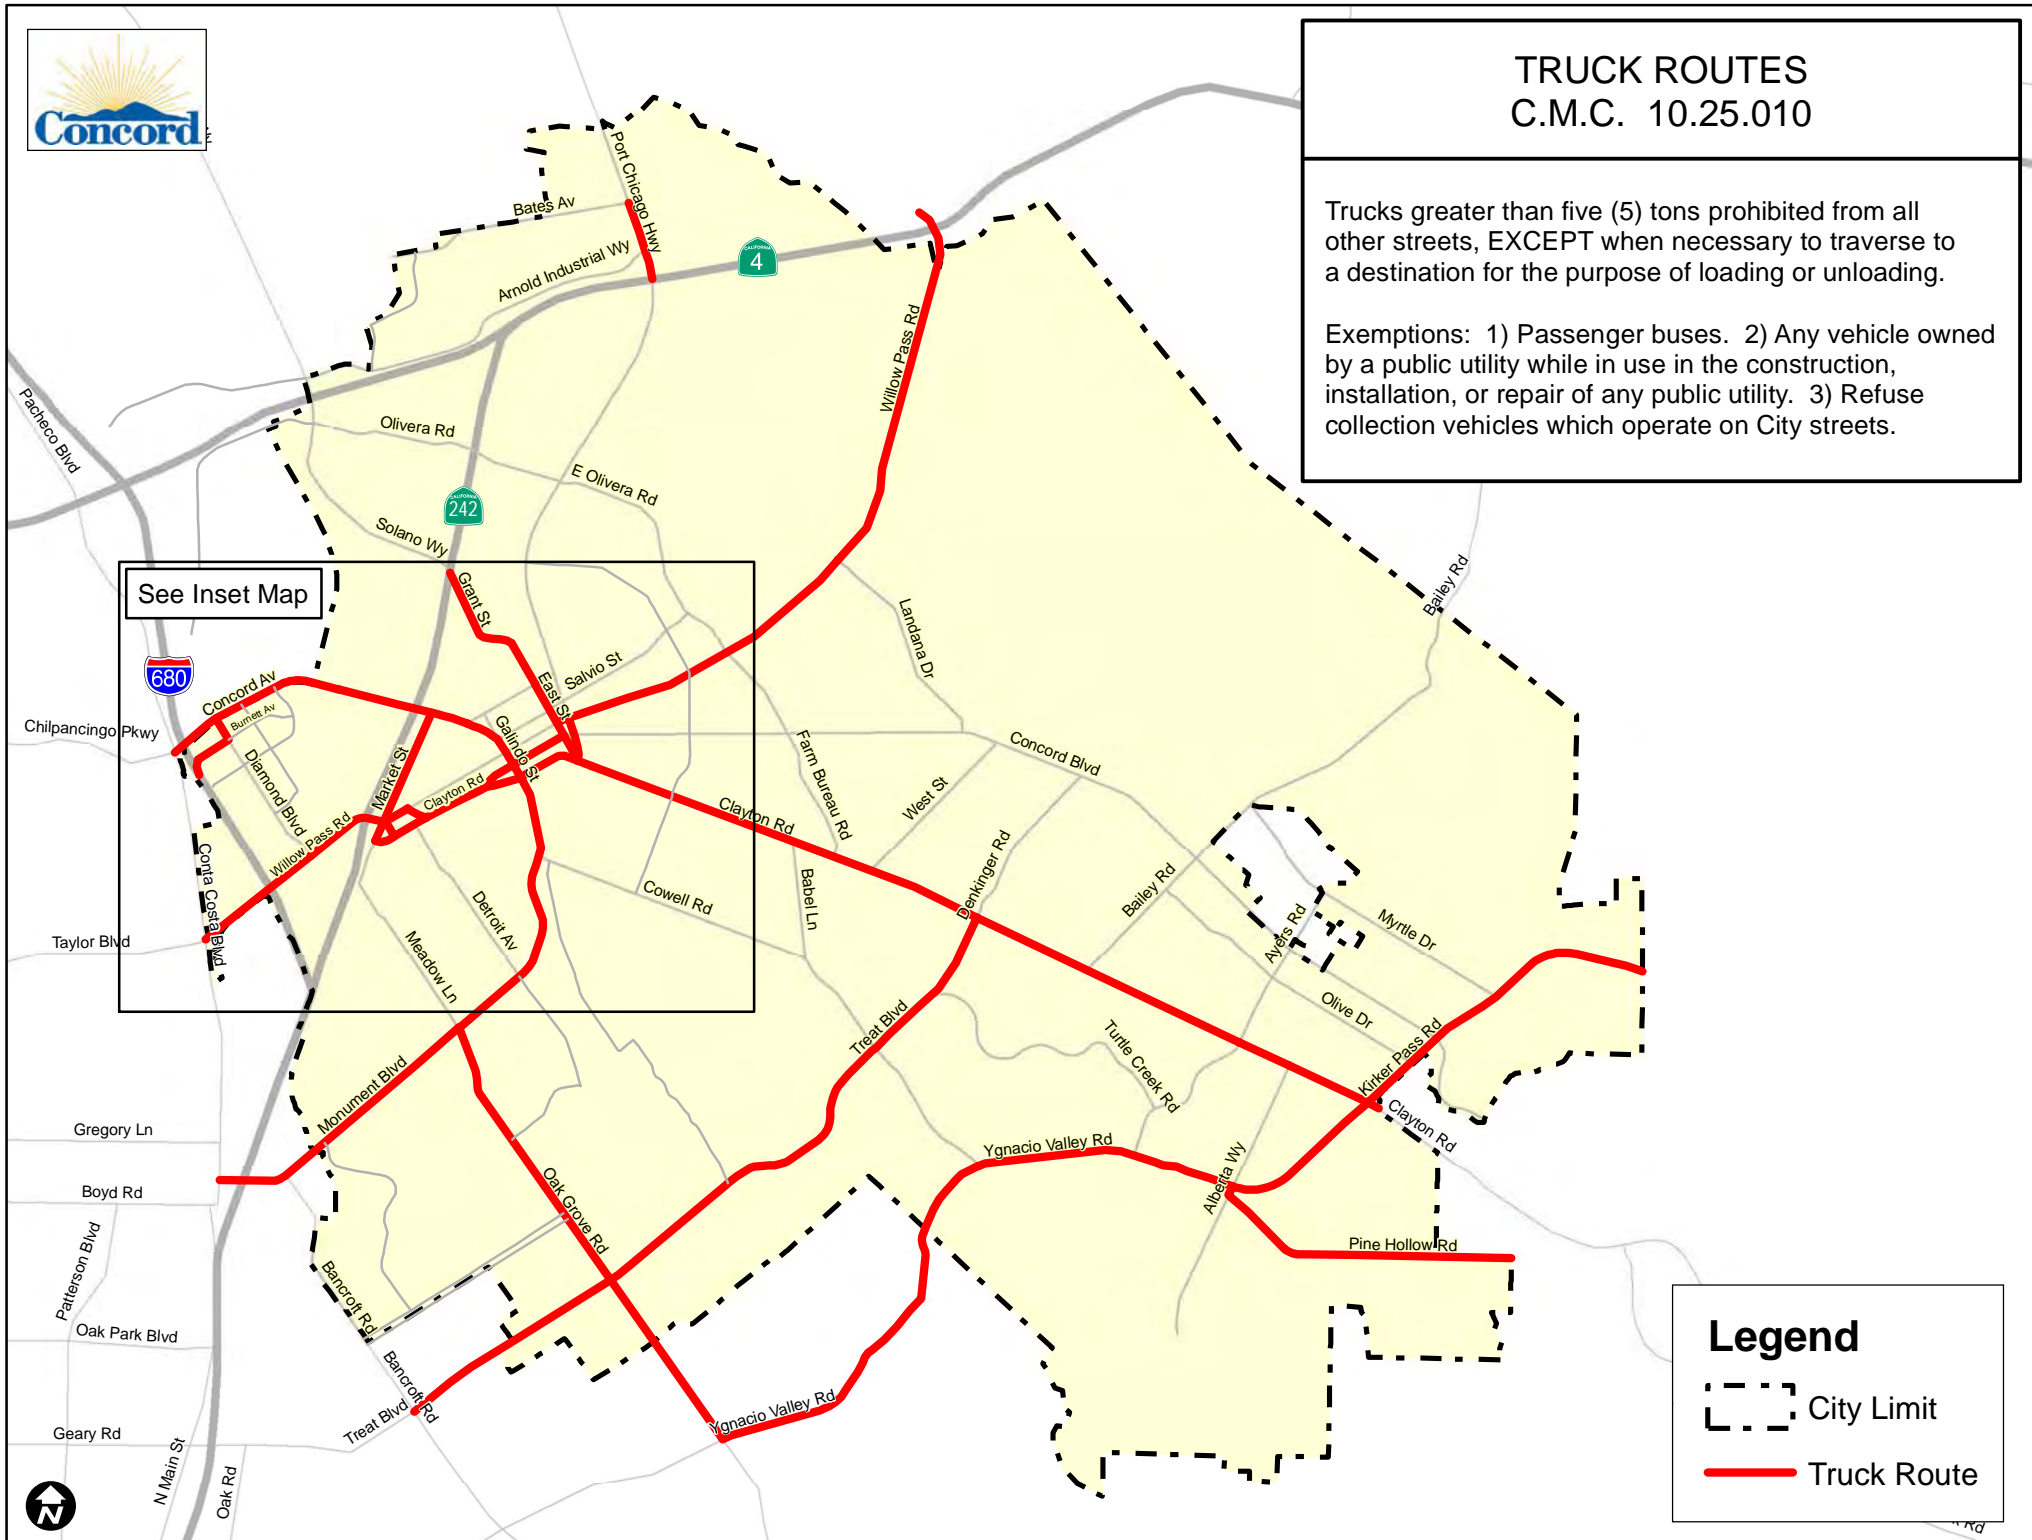 Concord
TRUCK ROUTES
C.M.C. 10.25.010
Trucks greater than five (5) tons prohibited from all
other streets, EXCEPT when necessary to traverse to
a destination for the purpose of loading or unloading.
Exemptions: 1) Passenger buses. 2) Any vehicle owned
by a public utility while in use in the construction,
installation, or repair of any public utility. 3) Refuse
collection vehicles which operate on City streets.
Port Chicago Hwy
Bates Av
Arnold Industrial Wy
CALIFORNIA
4
Willow Pass Rd
Pacheco Blvd
Olivera Rd
E Olivera Rd
CALIFORNIA
242
Solano Wy
See Inset Map
Grant St
Landana Dr
Bailey Rd
680
Concord Av
Burnett Av
Salvio St
East St
Chilpancingo Pkwy
Galindo St
Diamond Blvd
Market St
Clayton Rd
Farm Bureau Rd
Concord Blvd
West St
Clayton Rd
Willow Pass Rd
Conta Costa Blvd
Detroit Av
Cowell Rd
Babel Ln
Denkinger Rd
Bailey Rd
Ayers Rd
Myrtle Dr
Taylor Blvd
Meadow Ln
Olive Dr
Treat Blvd
Turtle Creek Rd
Kirker Pass Rd
Clayton Rd
Monument Blvd
Gregory Ln
Ygnacio Valley Rd
Alberta Wy
Boyd Rd
Oak Grove Rd
Pine Hollow Rd
Patterson Blvd
Bancroft Rd
Oak Park Blvd
Bancroft Rd
Treat Blvd
Ygnacio Valley Rd
Geary Rd
N Main St
Oak Rd
N
Legend
City Limit
Truck Route
Rd